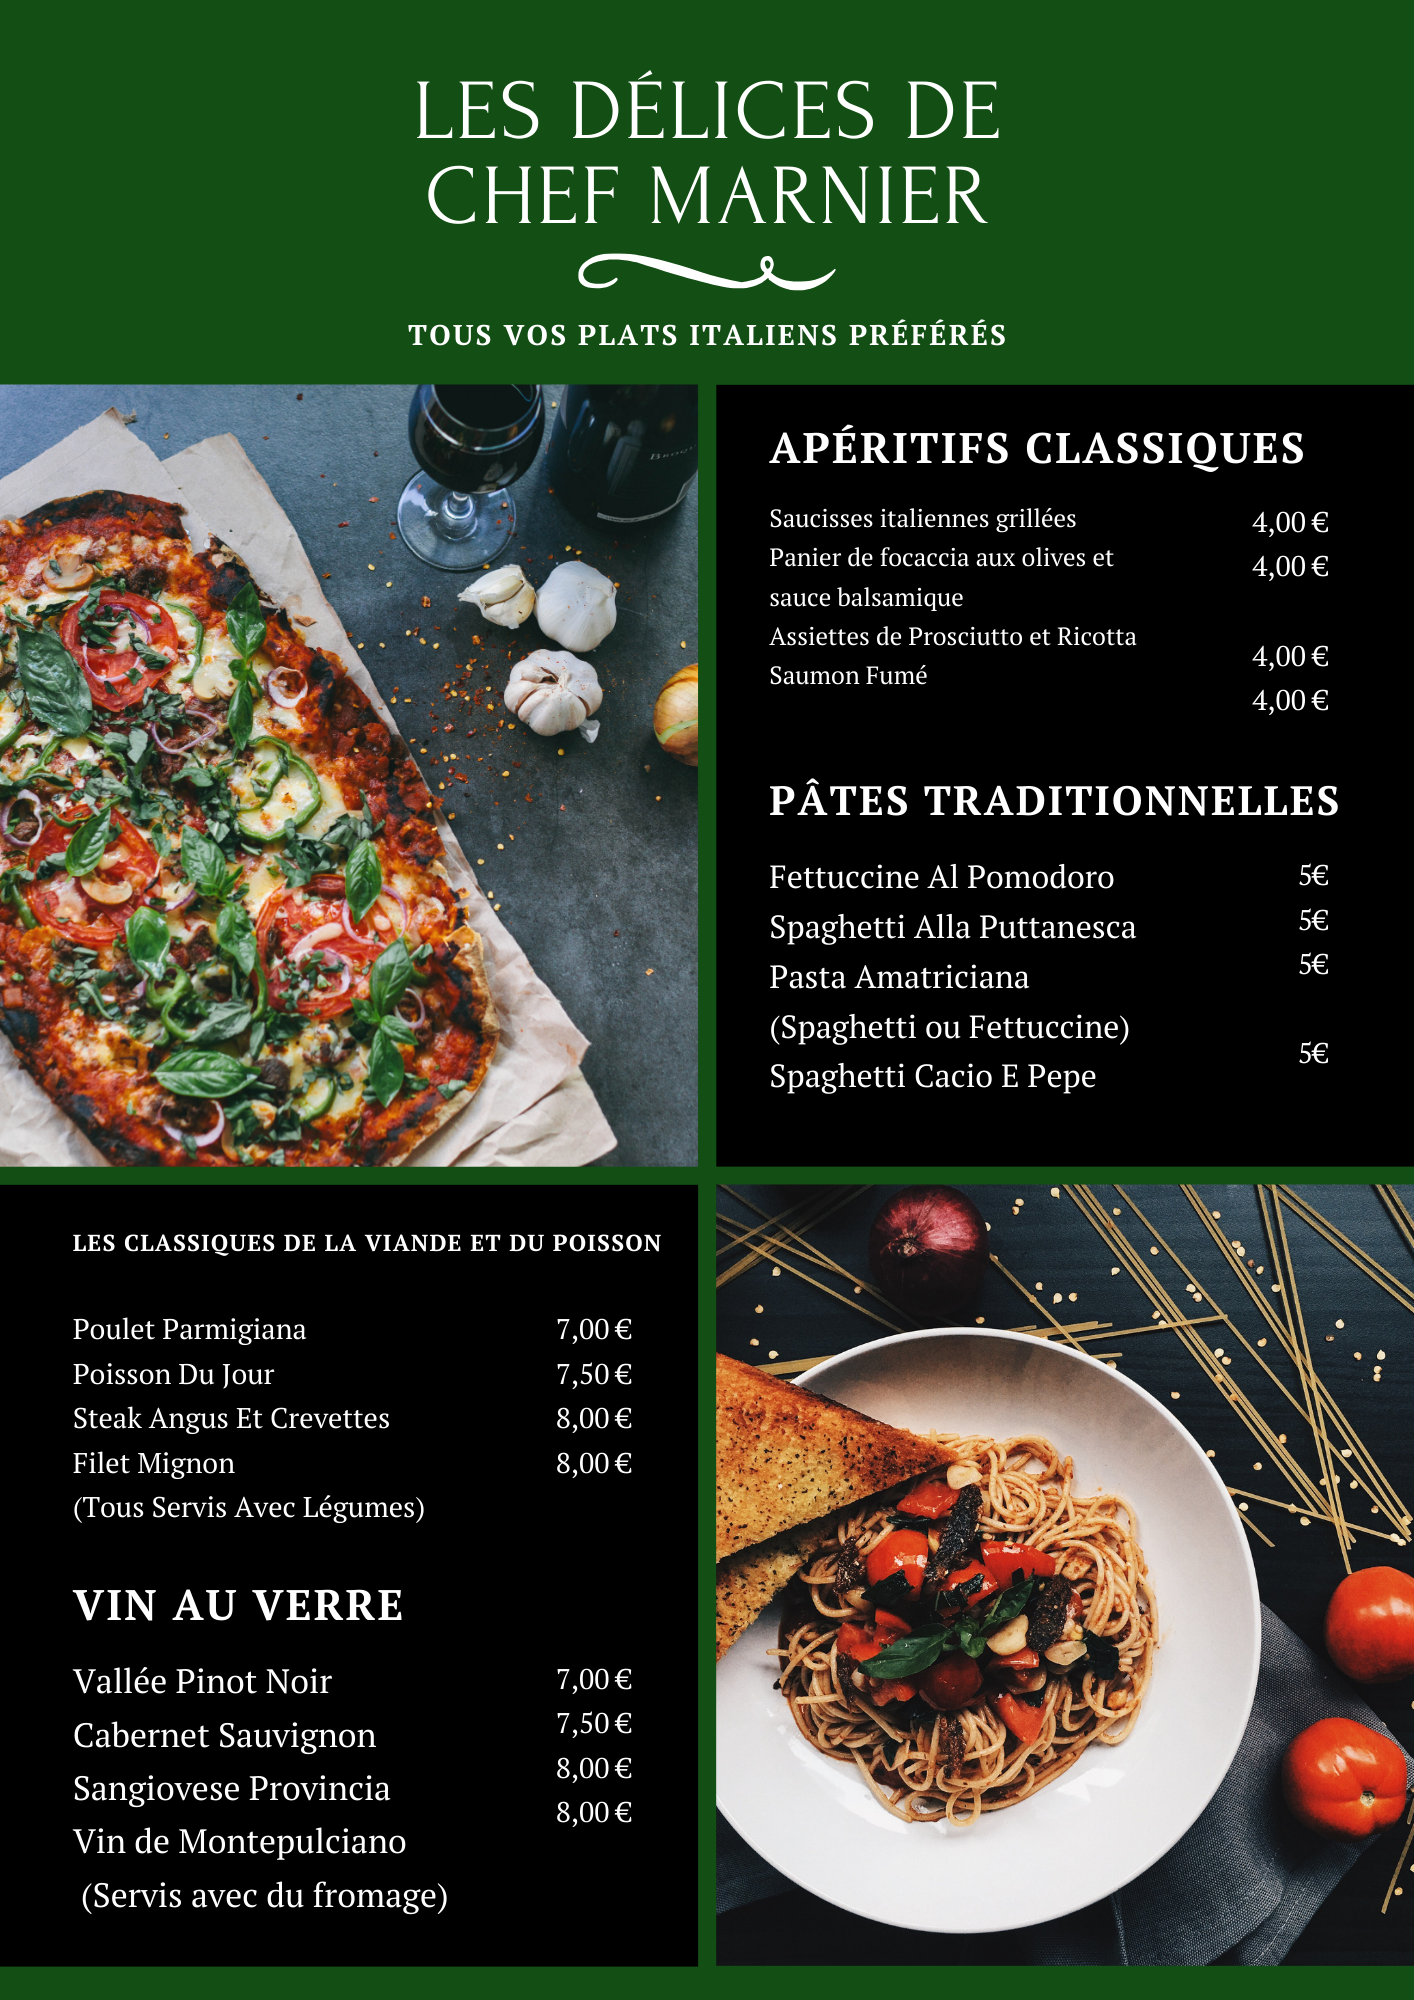 LES DÉLICES DE
CHEF MARNIER
TOUS VOS PLATS ITALIENS PRÉFÉRÉS
APÉRITIFS CLASSIQUES
Saucisses italiennes grillées 4,00 €
Panier de focaccia aux olives et 4,00 €
sauce balsamique
Assiettes de Prosciutto et Ricotta 4,00 €
Saumon Fumé 4,00 €
PÂTES TRADITIONNELLES
Fettuccine Al Pomodoro 5€
Spaghetti Alla Puttanesca 5€
Pasta Amatriciana 5€
(Spaghetti ou Fettuccine)
Spaghetti Cacio E Pepe 5€
LES CLASSIQUES DE LA VIANDE ET DU POISSON
Poulet Parmigiana 7,00 €
Poisson Du Jour 7,50 €
Steak Angus Et Crevettes 8,00 €
Filet Mignon 8,00 €
(Tous Servis Avec Légumes)
VIN AU VERRE
Vallée Pinot Noir 7,00 €
Cabernet Sauvignon 7,50 €
Sangiovese Provincia 8,00 €
Vin de Montepulciano 8,00 €
(Servis avec du fromage)